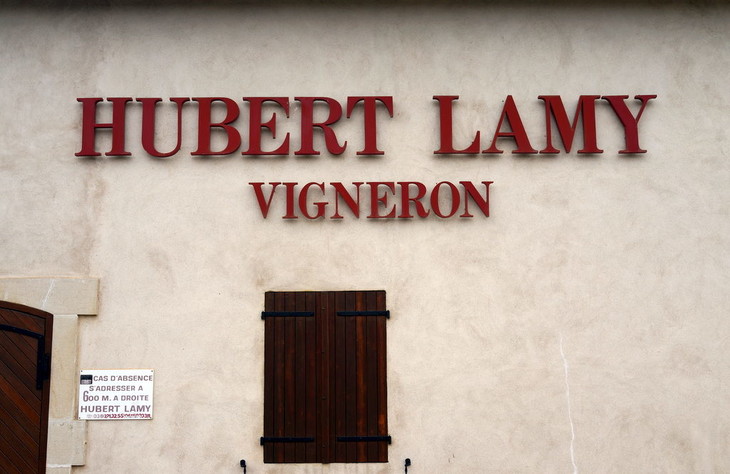 HUBERT LAMY
VIGNERON
CAS D'ABSENCE
S'ADRESSER A
600 M. A DROITE
HUBERT LAMY